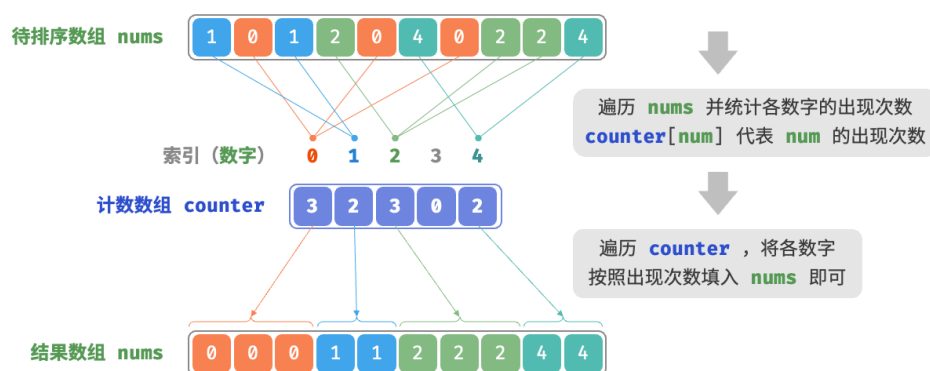 待排序数组 nums 1 0 1 2 0 4 0 2 2 4
遍历 nums 并统计各数字的出现次数
counter[num] 代表 num 的出现次数
索引（数字） 0 1 2 3 4
计数数组 counter 3 2 3 0 2
遍历 counter ，将各数字
按照出现次数填入 nums 即可
结果数组 nums 0 0 0 1 1 2 2 2 4 4